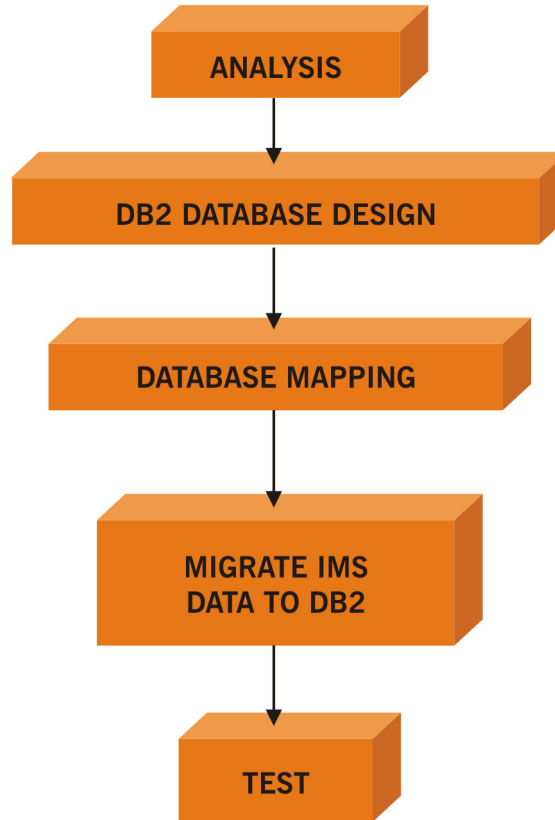 ANALYSIS
DB2 DATABASE DESIGN
DATABASE MAPPING
MIGRATE IMS
DATA TO DB2
TEST